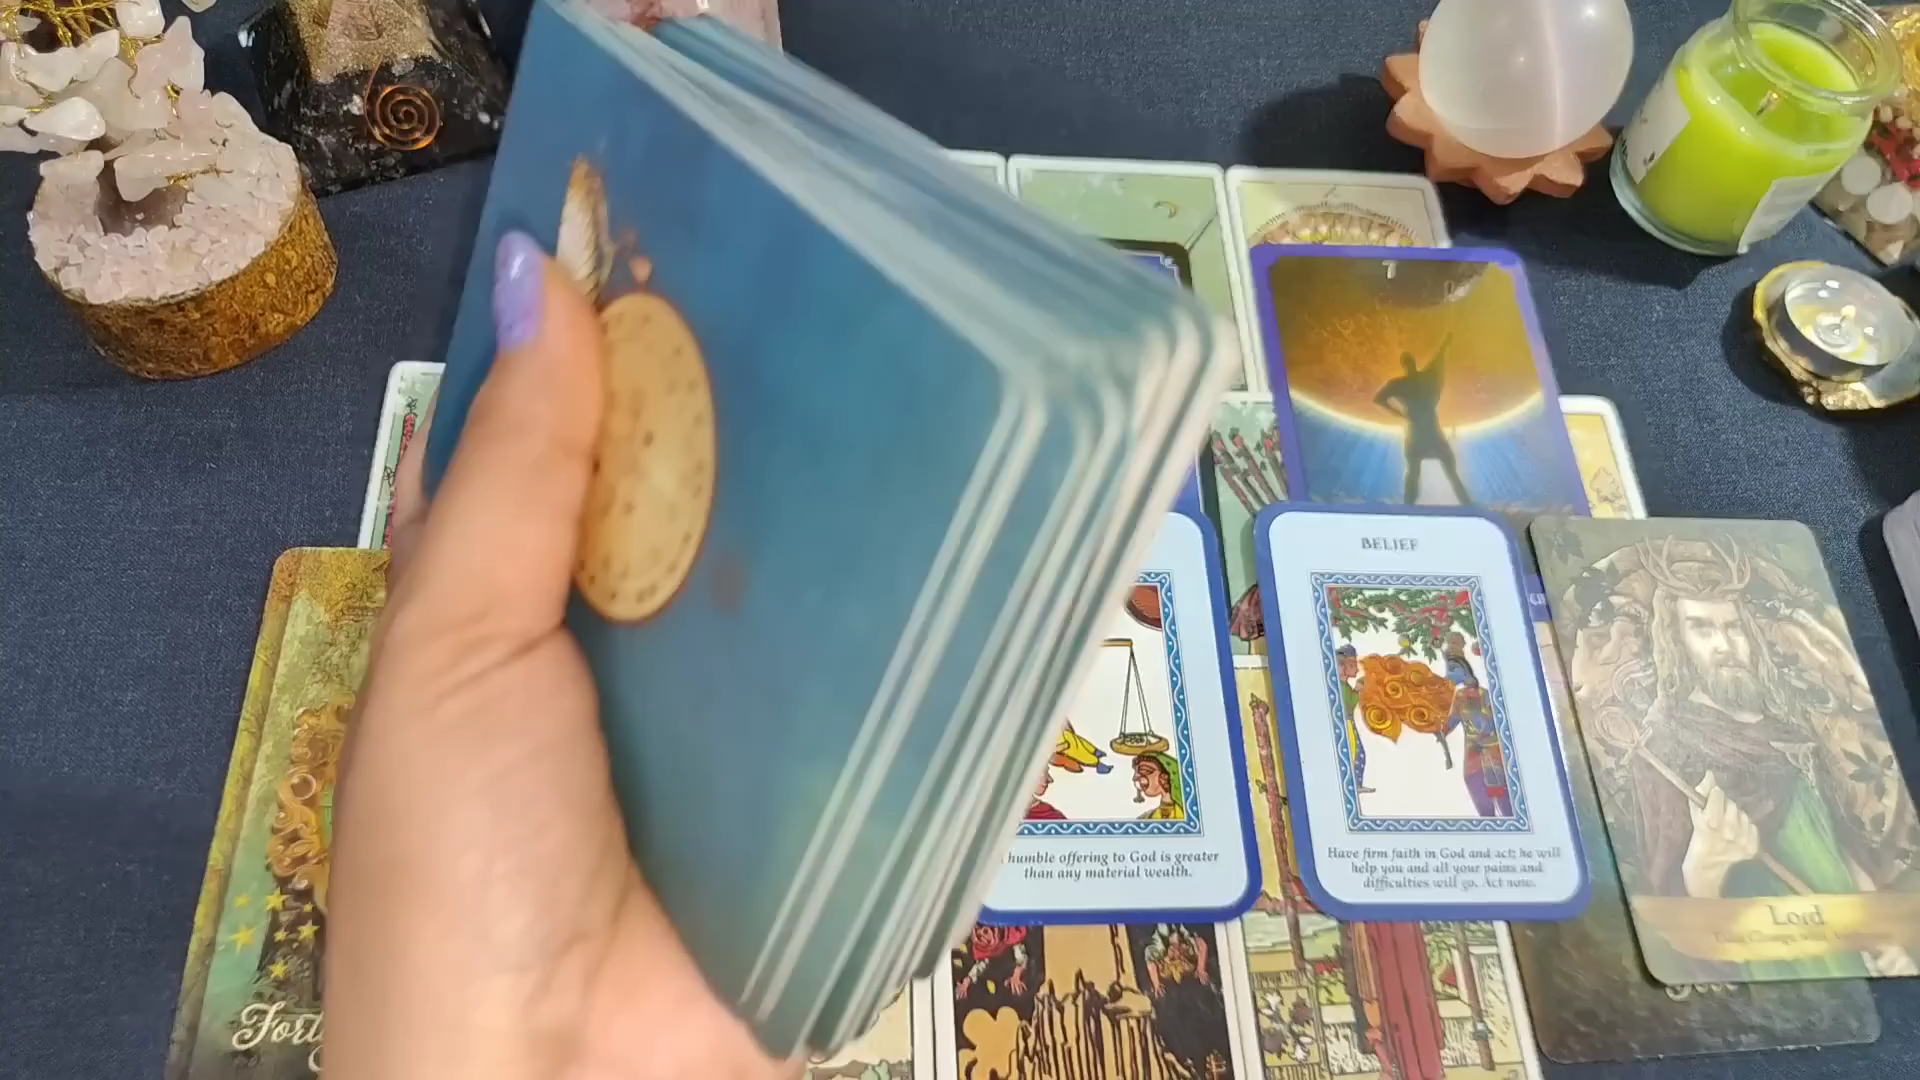 BELIEF
humble offering to God is greater
than any material wealth.
Have firm faith in God and act; he will
help you and all your pains and
difficulties will go. Act now.
Lord